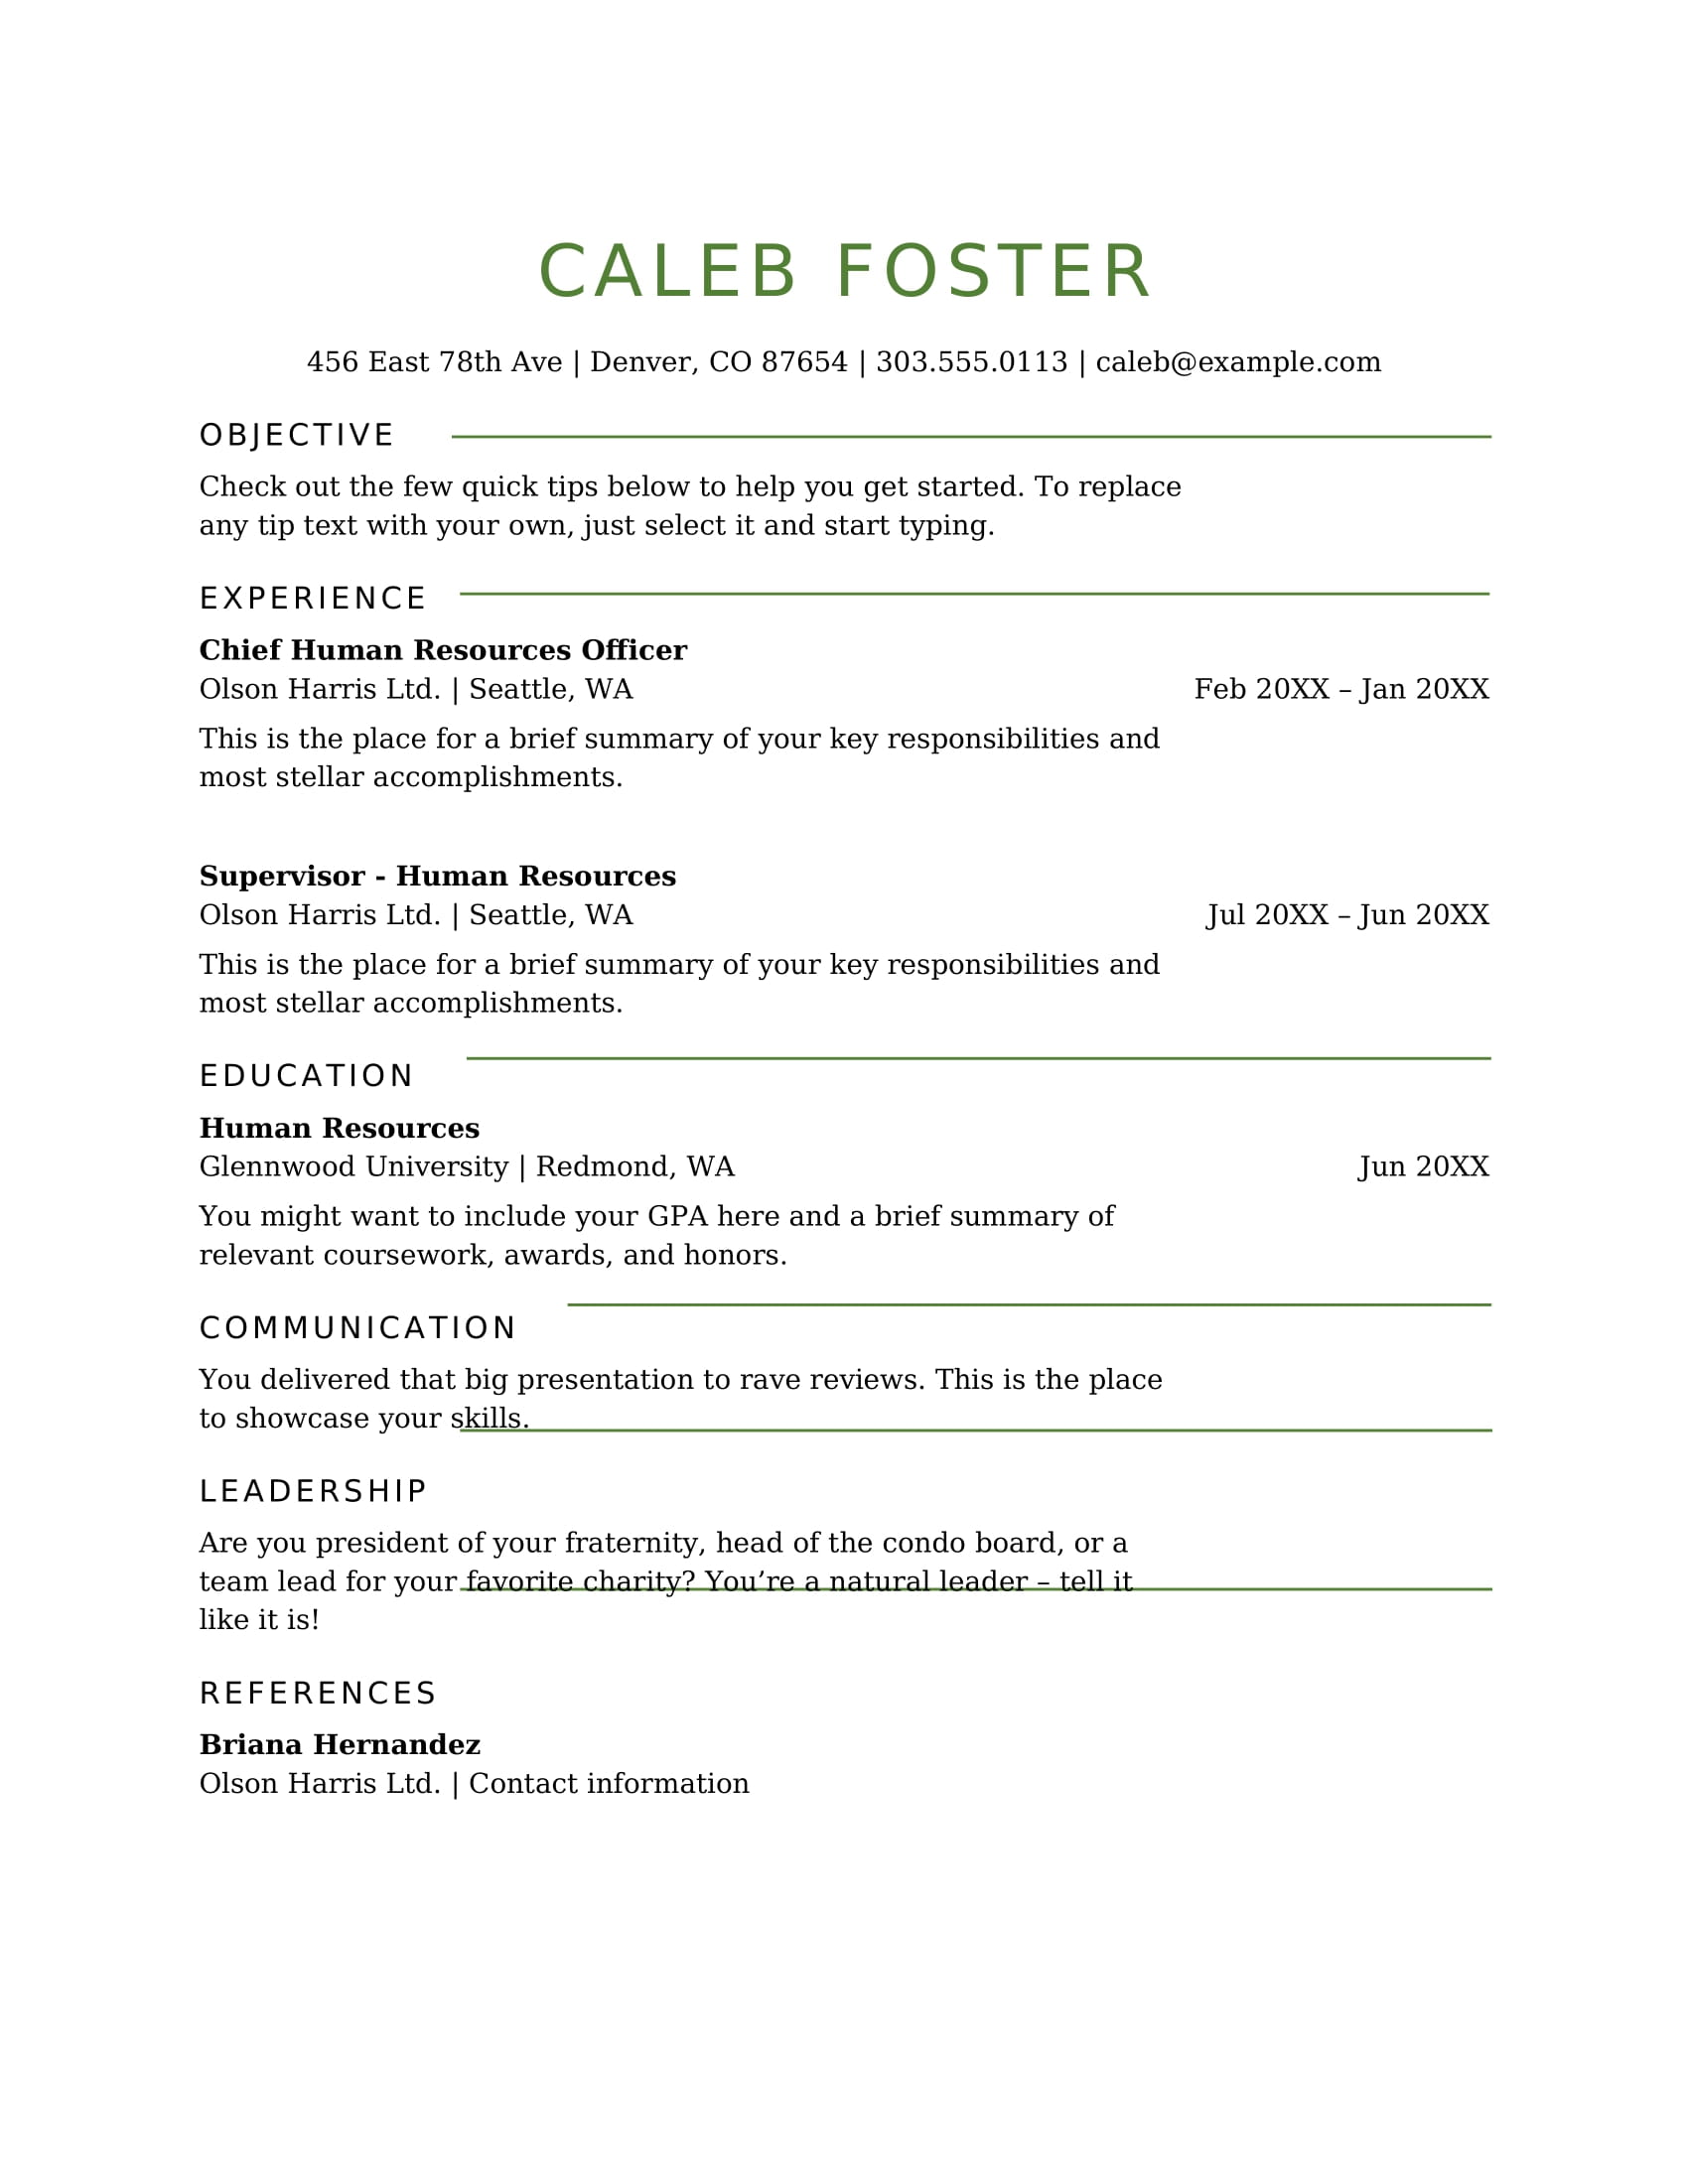 CALEB FOSTER
456 East 78th Ave | Denver, CO 87654 | 303.555.0113 | caleb@example.com
OBJECTIVE
Check out the few quick tips below to help you get started. To replace
any tip text with your own, just select it and start typing.
EXPERIENCE
Chief Human Resources Officer
Olson Harris Ltd. | Seattle, WA Feb 20XX – Jan 20XX
This is the place for a brief summary of your key responsibilities and
most stellar accomplishments.
Supervisor - Human Resources
Olson Harris Ltd. | Seattle, WA Jul 20XX – Jun 20XX
This is the place for a brief summary of your key responsibilities and
most stellar accomplishments.
EDUCATION
Human Resources
Glennwood University | Redmond, WA Jun 20XX
You might want to include your GPA here and a brief summary of
relevant coursework, awards, and honors.
COMMUNICATION
You delivered that big presentation to rave reviews. This is the place
to showcase your skills.
LEADERSHIP
Are you president of your fraternity, head of the condo board, or a
team lead for your favorite charity? You’re a natural leader – tell it
like it is!
REFERENCES
Briana Hernandez
Olson Harris Ltd. | Contact information